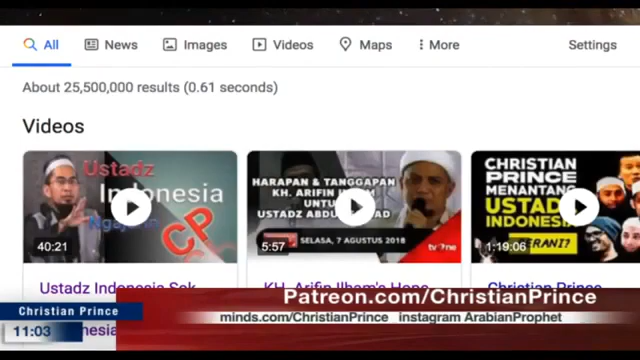 All News Images Videos Maps More Settings
About 25,500,000 results (0.61 seconds)
Videos
Ustadz
Indonesia
CP
40:21
HARAPAN & TANGGAPAN
KH. ARIFIN ILHAM
UNTUK
USTADZ ABDUL SOMAD
SELASA, 7 AGUSTUS 2018
tvOne
5:57
CHRISTIAN
PRINCE
MENANTANG
USTADZ
INDONESIA
BERANI?
1:19:06
Ustadz Indonesia Sok
KH. Arifin Ilham's Hope
Christian Prince
Patreon.com/ChristianPrince
Christian Prince
minds.com/ChristianPrince instagram ArabianProphet
11:03